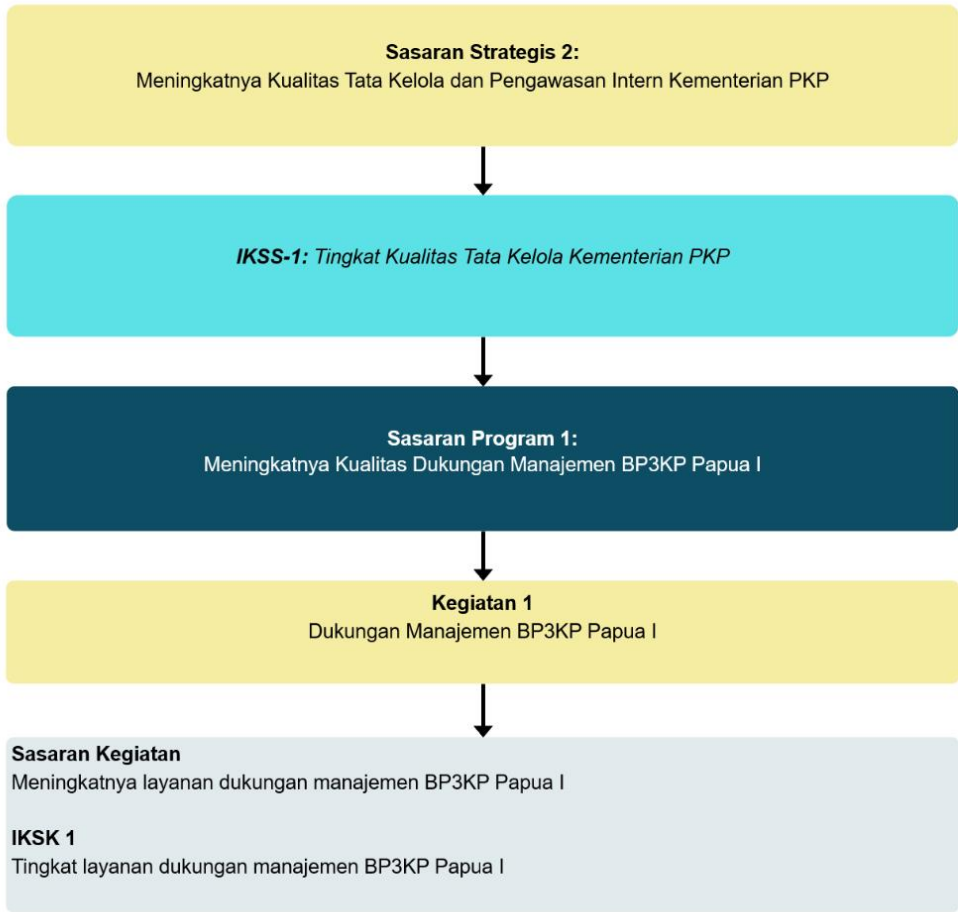 Sasaran Strategis 2:
Meningkatnya Kualitas Tata Kelola dan Pengawasan Intern Kementerian PKP
IKSS-1: Tingkat Kualitas Tata Kelola Kementerian PKP
Sasaran Program 1:
Meningkatnya Kualitas Dukungan Manajemen BP3KP Papua I
Kegiatan 1
Dukungan Manajemen BP3KP Papua I
Sasaran Kegiatan
Meningkatnya layanan dukungan manajemen BP3KP Papua I
IKSK 1
Tingkat layanan dukungan manajemen BP3KP Papua I